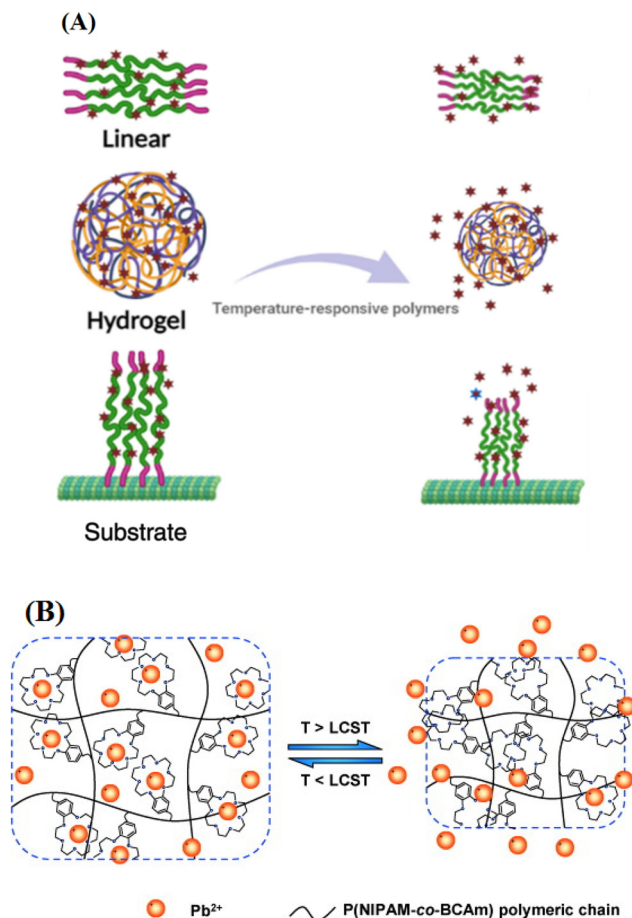 (A)
Linear
Hydrogel
Temperature-responsive polymers
Substrate
(B)
T > LCST
T < LCST
Pb²⁺
P(NIPAM-co-BCAm) polymeric chain